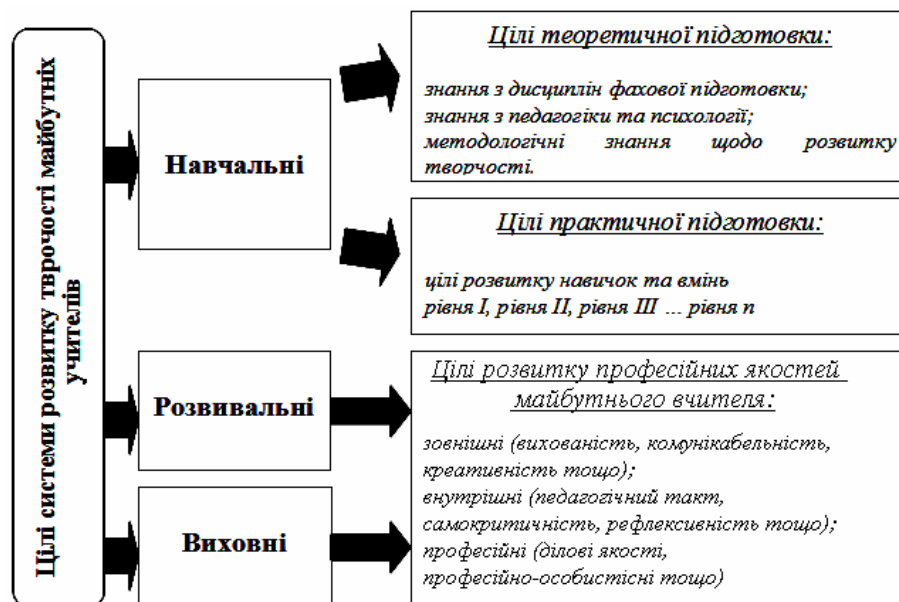 Цілі системи розвитку тврочості майбутніх
учителів
Навчальні
Цілі теоретичної підготовки:
знання з дисциплін фахової підготовки;
знання з педагогіки та психології;
методологічні знання щодо розвитку
творчості.
Цілі практичної підготовки:
цілі розвитку навичок та вмінь
рівня I, рівня II, рівня III ... рівня n
Розвивальні
Виховні
Цілі розвитку професійних якостей
майбутнього вчителя:
зовнішні (вихованість, комунікабельність,
креативність тощо);
внутрішні (педагогічний такт,
самокритичність, рефлексивність тощо);
професійні (ділові якості,
професійно-особистісні тощо)